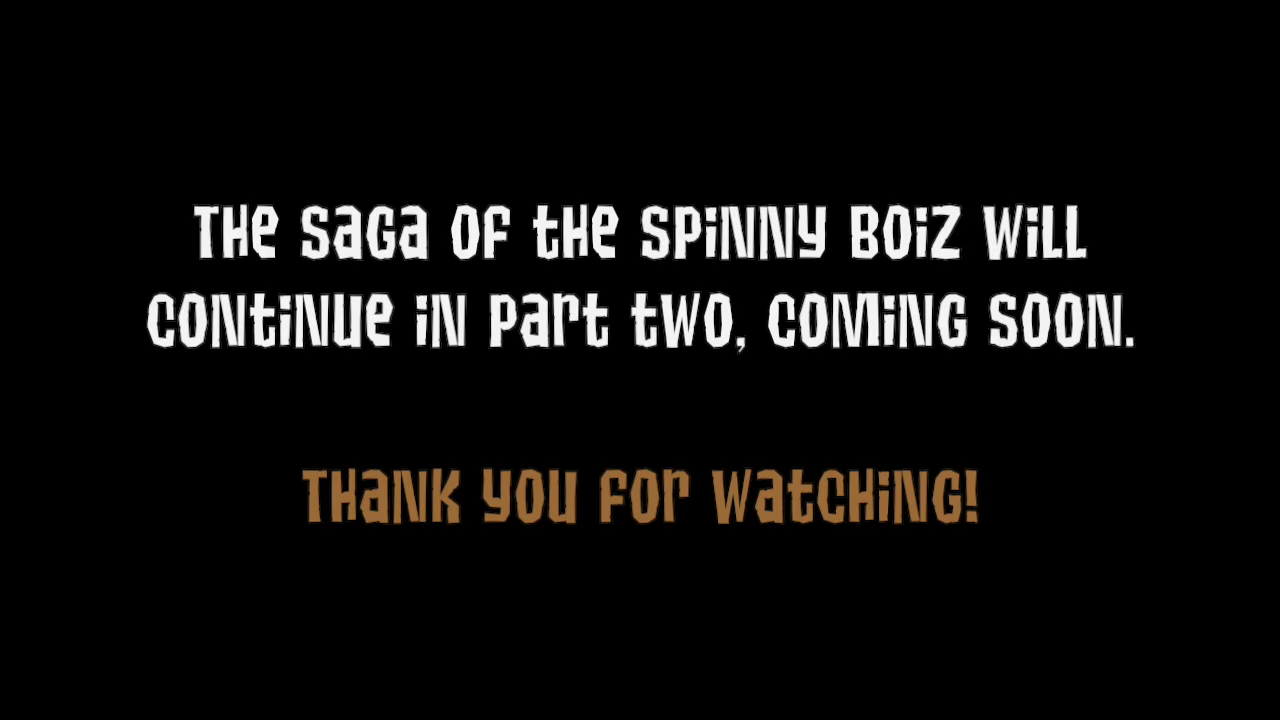 The saga of the Spinny Boiz will
continue in part two, coming soon.
Thank you for watching!